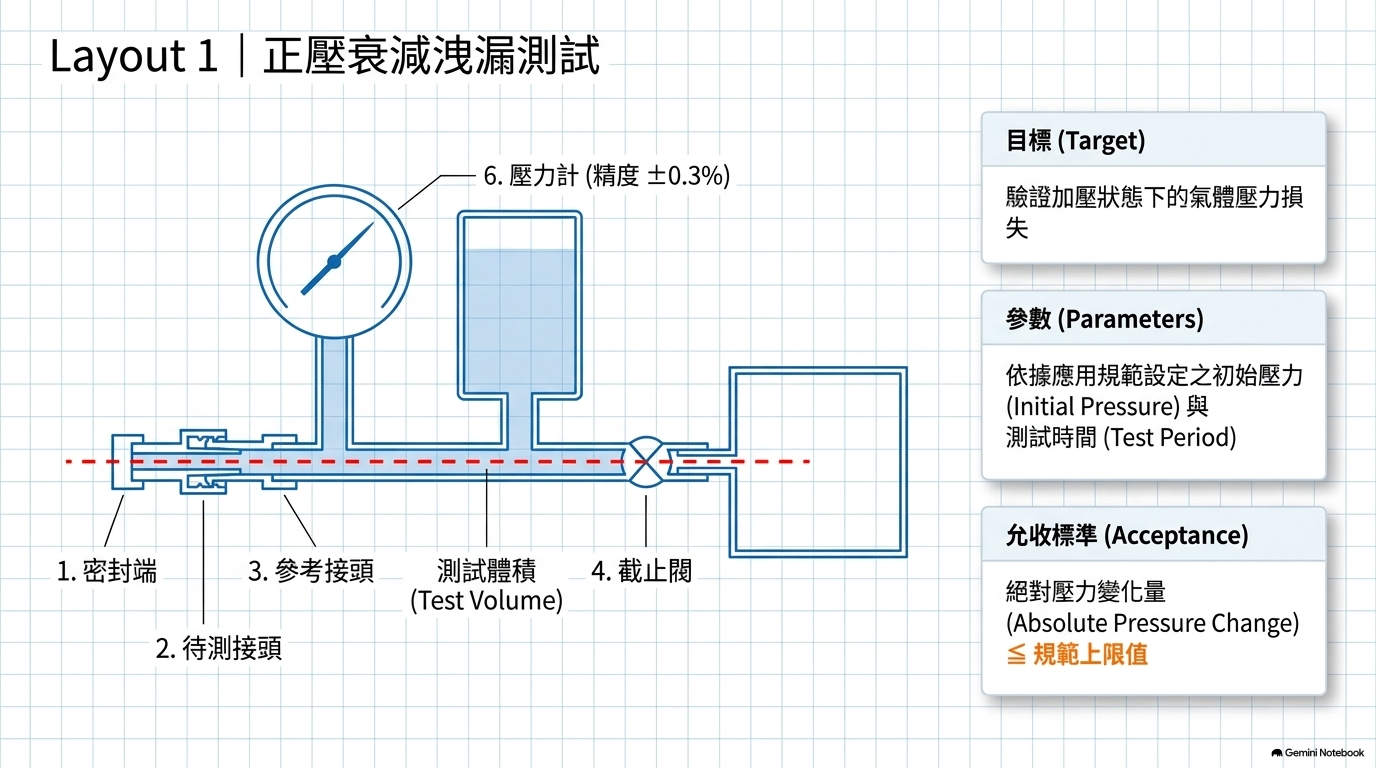 Layout 1｜正壓衰減洩漏測試
6. 壓力計 (精度 ±0.3%)
1. 密封端
2. 待測接頭
3. 參考接頭
測試體積
(Test Volume)
4. 截止閥
目標 (Target)
驗證加壓狀態下的氣體壓力損
失
參數 (Parameters)
依據應用規範設定之初始壓力
(Initial Pressure) 與
測試時間 (Test Period)
允收標準 (Acceptance)
絕對壓力變化量
(Absolute Pressure Change)
≦ 規範上限值
Gemini Notebook